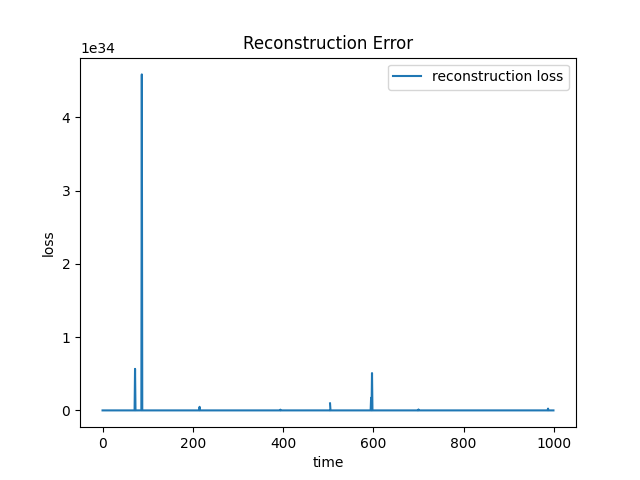 Reconstruction Error
1e34
reconstruction loss
4
3
2
1
0
loss
0 200 400 600 800 1000
time